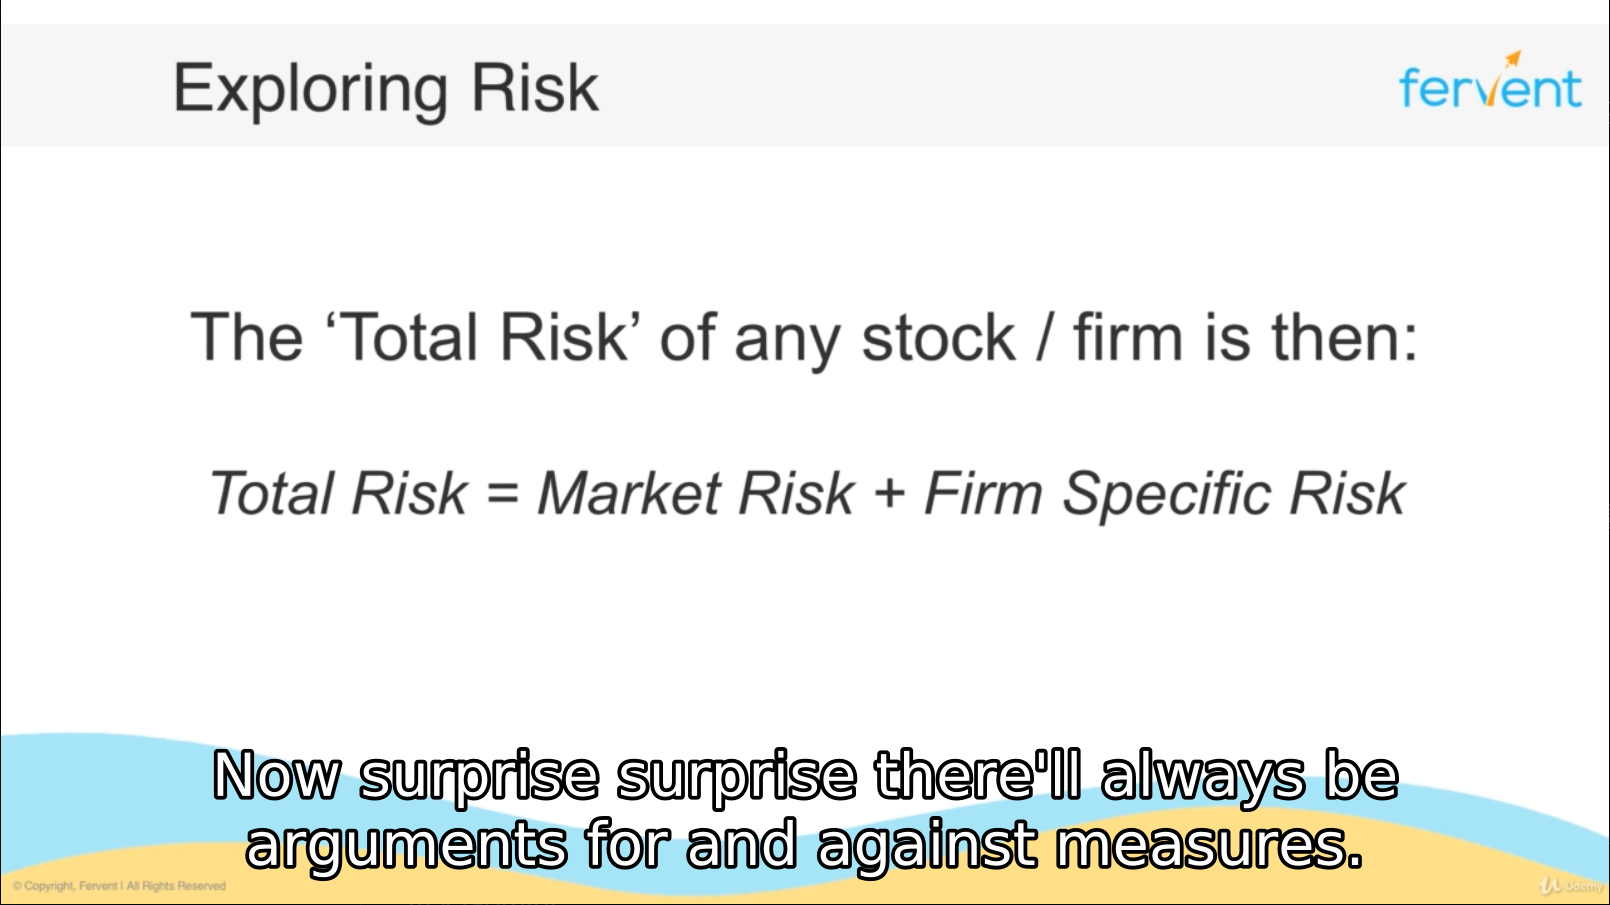 Exploring Risk
fervent
The ‘Total Risk’ of any stock / firm is then:
Total Risk = Market Risk + Firm Specific Risk
Now surprise surprise there'll always be
arguments for and against measures.
© Copyright, Fervent | All Rights Reserved
Udemy